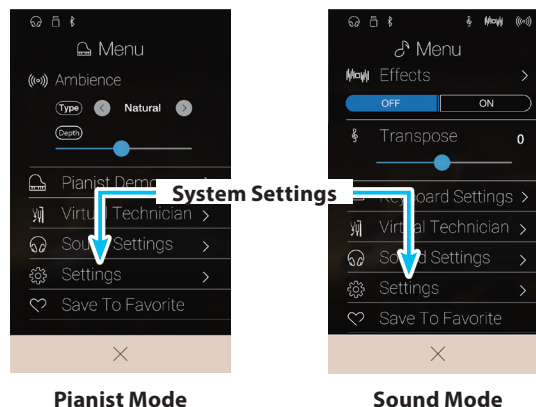 Menu
Ambience
Type Natural
Depth
Pianist Demo
Virtual Technician
Sound Settings
Settings
Save To Favorite
Pianist Mode
System Settings
Menu
Effects
OFF ON
Transpose 0
Keyboard Settings
Virtual Technician
Sound Settings
Settings
Save To Favorite
Sound Mode